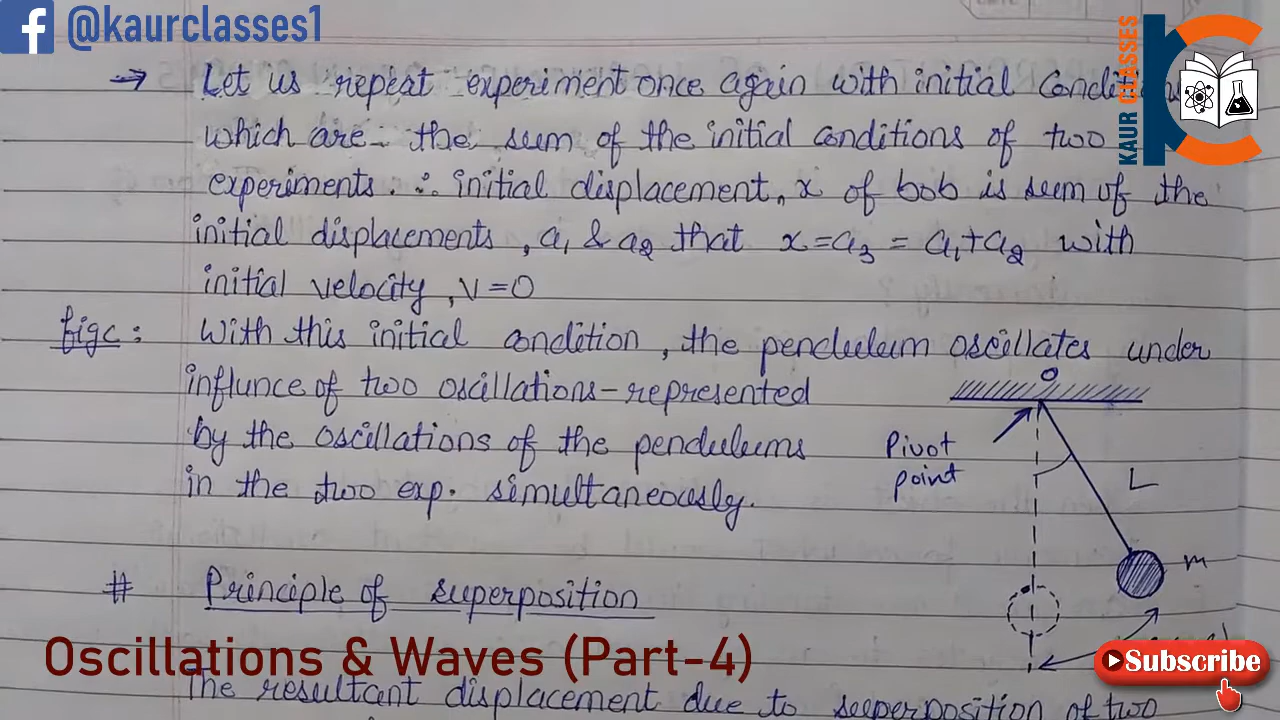 @kaurclasses1
→ Let us repeat experiment once again with initial
which are the sum of the initial conditions of two
experiments. ∴ initial displacement, x of bob is sum of the
initial displacements, a₁ & a₂ that x = a₃ = a₁+a₂ with
initial velocity, V=0
fig c : With this initial condition, the pendulum oscillates under
influnce of two oscillations - represented
by the oscillations of the pendulums
in the two exp. simultaneously.
O
Pivot
point
L
m
# Principle of superposition
The resultant displacement due to superposition of two
KAUR CLASSES
Oscillations & Waves (Part-4)
Subscribe